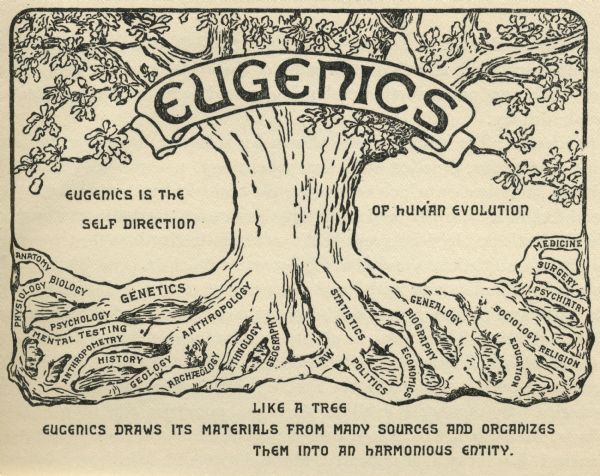 EUGENICS
EUGENICS IS THE
SELF DIRECTION
OF HUMAN EVOLUTION
ANATOMY
PHYSIOLOGY
BIOLOGY
GENETICS
PSYCHOLOGY
MENTAL TESTING
ANTHROPOMETRY
ANTHROPOLOGY
HISTORY
GEOLOGY
ARCHÆOLOGY
ETHNOLOGY
GEOGRAPHY
LAW
STATISTICS
POLITICS
ECONOMICS
BIOGRAPHY
GENEALOGY
EDUCATION
SOCIOLOGY
RELIGION
PSYCHIATRY
SURGERY
MEDICINE
LIKE A TREE
EUGENICS DRAWS ITS MATERIALS FROM MANY SOURCES AND ORGANIZES
THEM INTO AN HARMONIOUS ENTITY.